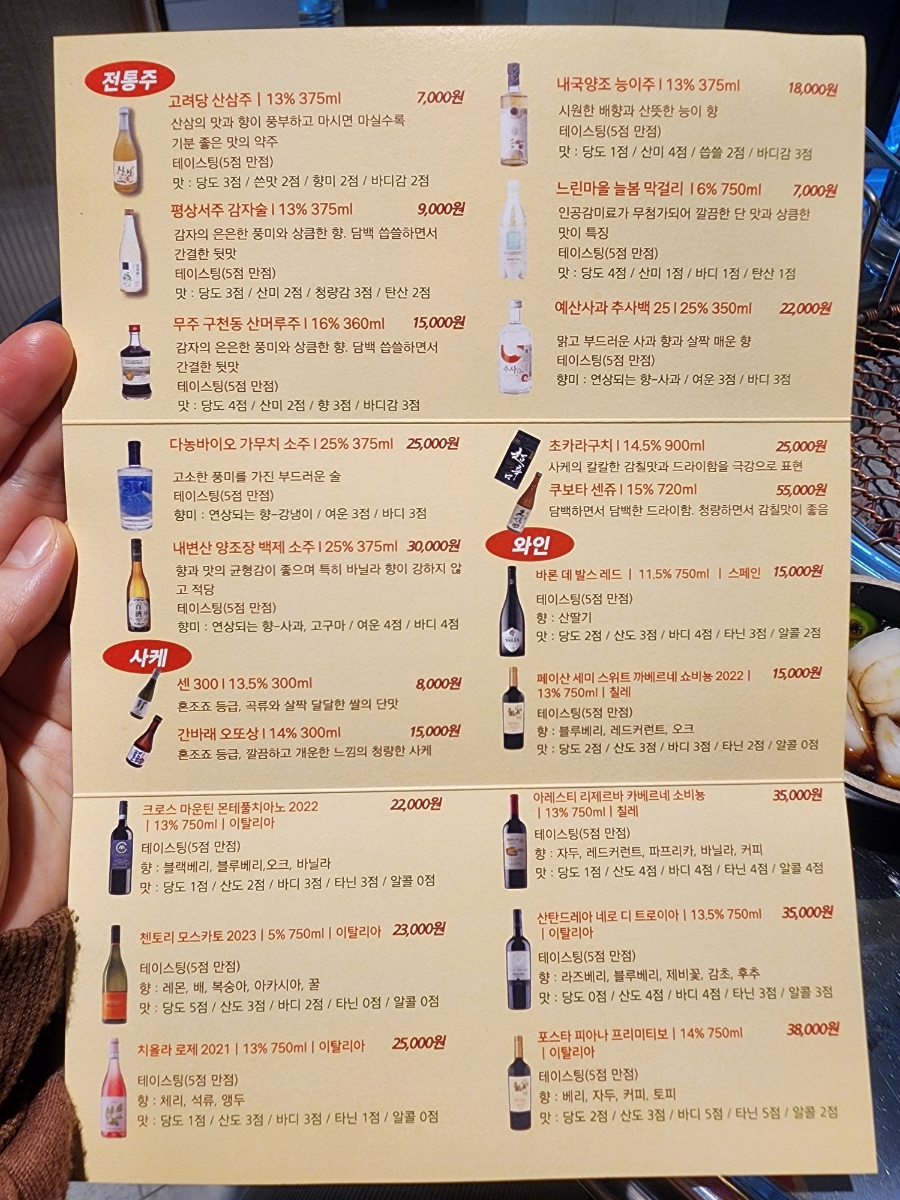 전통주
고려당 산삼주 | 13% 375ml 7,000원
산삼의 맛과 향이 풍부하고 마시면 마실수록
기분 좋은 맛의 약주
테이스팅(5점 만점)
맛 : 당도 3점 / 쓴맛 2점 / 향미 2점 / 바디감 2점
평상서주 감자술 | 13% 375ml 9,000원
감자의 은은한 풍미와 상큼한 향. 담백 씁쓸하면서
간결한 뒷맛
테이스팅(5점 만점)
맛 : 당도 3점 / 산미 2점 / 청량감 3점 / 탄산 2점
무주 구천동 산머루주 | 16% 360ml 15,000원
감자의 은은한 풍미와 상큼한 향. 담백 씁쓸하면서
간결한 뒷맛
테이스팅(5점 만점)
맛 : 당도 4점 / 산미 2점 / 향 3점 / 바디감 3점
내국양조 능이주 | 13% 375ml 18,000원
시원한 배향과 산뜻한 능이 향
테이스팅(5점 만점)
맛 : 당도 1점 / 산미 4점 / 씁쓸 2점 / 바디감 3점
느린마을 늘봄 막걸리 | 6% 750ml 7,000원
인공감미료가 무첨가되어 깔끔한 단 맛과 상큼한
맛이 특징
테이스팅(5점 만점)
맛 : 당도 4점 / 산미 1점 / 바디 1점 / 탄산 1점
예산사과 추사백 25 | 25% 350ml 22,000원
맑고 부드러운 사과 향과 살짝 매운 향
테이스팅(5점 만점)
향미 : 연상되는 향-사과 / 여운 3점 / 바디 3점
다농바이오 가무치 소주 | 25% 375ml 25,000원
고소한 풍미를 가진 부드러운 술
테이스팅(5점 만점)
향미 : 연상되는 향-강냉이 / 여운 3점 / 바디 3점
내변산 양조장 백제 소주 | 25% 375ml 30,000원
향과 맛의 균형감이 좋으며 특히 바닐라 향이 강하지 않
고 적당
테이스팅(5점 만점)
향미 : 연상되는 향-사과, 고구마 / 여운 4점 / 바디 4점
사케
센 300 | 13.5% 300ml 8,000원
혼조죠 등급, 곡류와 살짝 달달한 쌀의 단맛
간바래 오또상 | 14% 300ml 15,000원
혼조죠 등급, 깔끔하고 개운한 느낌의 청량한 사케
초카라구치 | 14.5% 900ml 25,000원
사케의 칼칼한 감칠맛과 드라이함을 극강으로 표현
쿠보타 센쥬 | 15% 720ml 55,000원
담백하면서 담백한 드라이함. 청량하면서 감칠맛이 좋음
와인
바론 데 발스 레드 | 11.5% 750ml | 스페인 15,000원
테이스팅(5점 만점)
향 : 산딸기
맛 : 당도 2점 / 산도 3점 / 바디 4점 / 타닌 3점 / 알콜 2점
페이산 세미 스위트 까베르네 쇼비뇽 2022 | 15,000원
13% 750ml | 칠레
테이스팅(5점 만점)
향 : 블루베리, 레드커런트, 오크
맛 : 당도 2점 / 산도 3점 / 바디 3점 / 타닌 2점 / 알콜 0점
크로스 마운틴 몬테풀치아노 2022 22,000원
| 13% 750ml | 이탈리아
테이스팅(5점 만점)
향 : 블랙베리, 블루베리,오크, 바닐라
맛 : 당도 1점 / 산도 2점 / 바디 3점 / 타닌 3점 / 알콜 0점
첸토리 모스카토 2023 | 5% 750ml | 이탈리아 23,000원
테이스팅(5점 만점)
향 : 레몬, 배, 복숭아, 아카시아, 꿀
맛 : 당도 5점 / 산도 3점 / 바디 2점 / 타닌 0점 / 알콜 0점
치올라 로제 2021 | 13% 750ml | 이탈리아 25,000원
테이스팅(5점 만점)
향 : 체리, 석류, 앵두
맛 : 당도 1점 / 산도 3점 / 바디 3점 / 타닌 1점 / 알콜 0점
아레스티 리제르바 카베르네 소비뇽 35,000원
| 13% 750ml | 칠레
테이스팅(5점 만점)
향 : 자두, 레드커런트, 파프리카, 바닐라, 커피
맛 : 당도 1점 / 산도 4점 / 바디 4점 / 타닌 4점 / 알콜 4점
산탄드레아 네로 디 트로이아 | 13.5% 750ml 35,000원
| 이탈리아
테이스팅(5점 만점)
향 : 라즈베리, 블루베리, 제비꽃, 감초, 후추
맛 : 당도 0점 / 산도 4점 / 바디 4점 / 타닌 3점 / 알콜 3점
포스타 피아나 프리미티보 | 14% 750ml 38,000원
| 이탈리아
테이스팅(5점 만점)
향 : 베리, 자두, 커피, 토피
맛 : 당도 2점 / 산도 3점 / 바디 5점 / 타닌 5점 / 알콜 2점